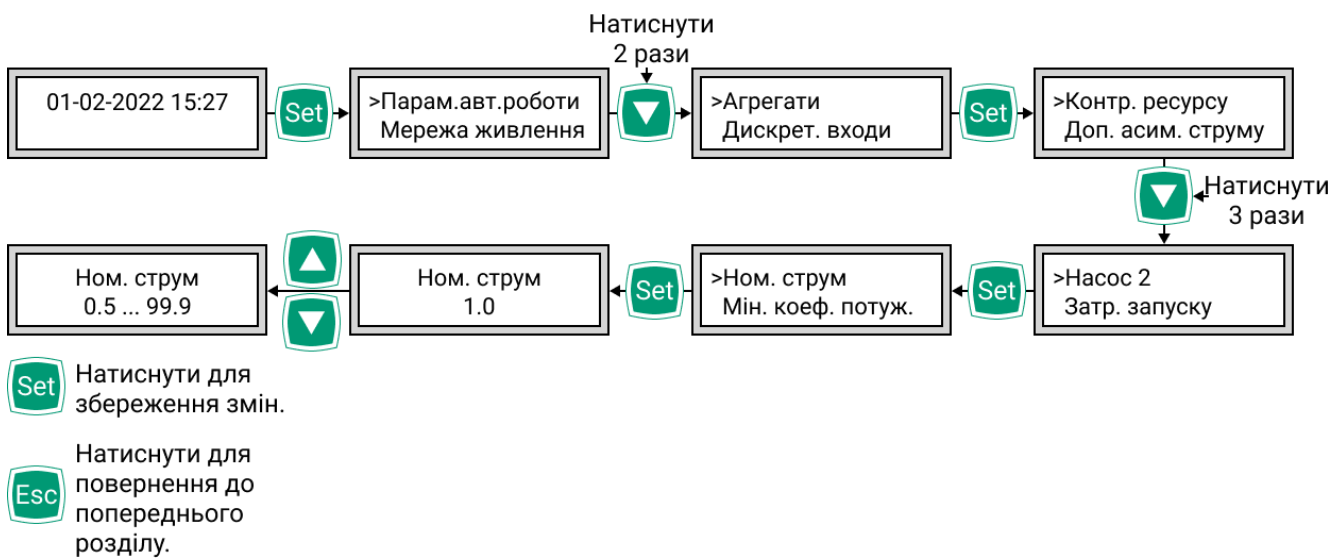 Натиснути
2 рази
01-02-2022 15:27
Set
>Парам.авт.роботи
Мережа живлення
>Агрегати
Дискрет. входи
Set
>Контр. ресурсу
Доп. асим. струму
Натиснути
3 рази
Ном. струм
0.5 ... 99.9
Ном. струм
1.0
Set
>Ном. струм
Мін. коеф. потуж.
Set
>Насос 2
Затр. запуску
Set
Натиснути для
збереження змін.
Esc
Натиснути для
повернення до
попереднього
розділу.